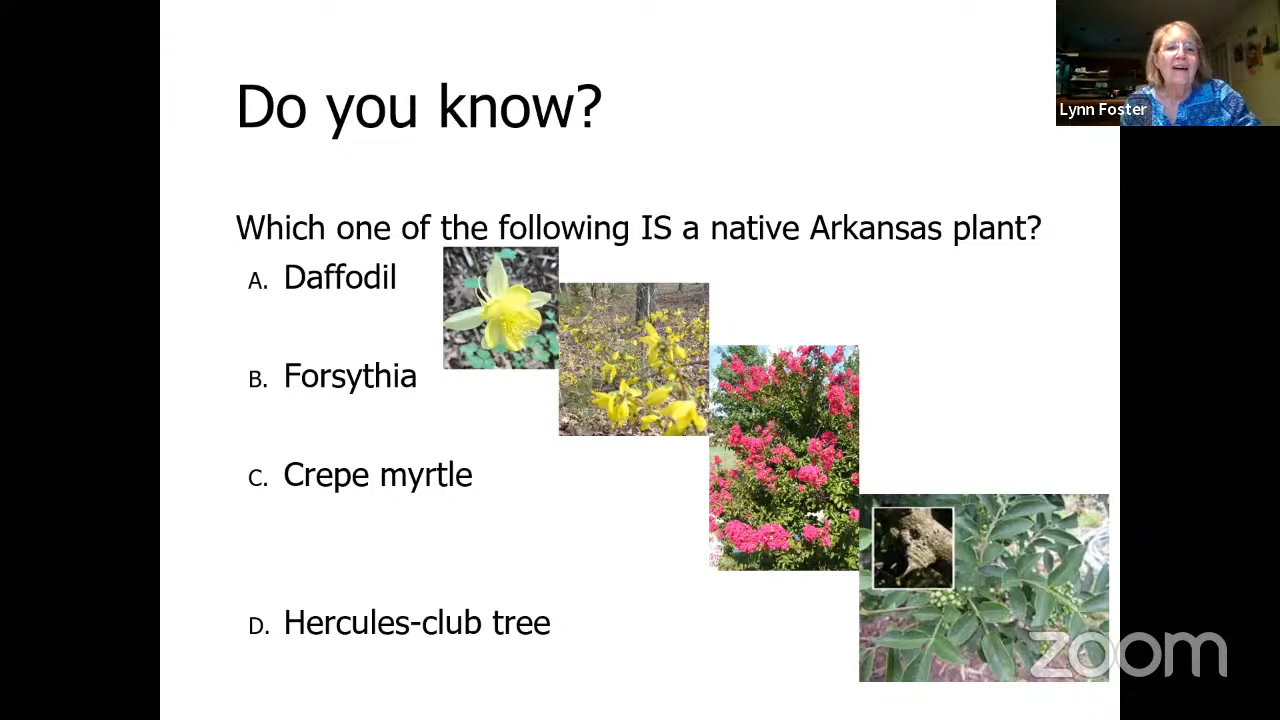 Do you know?
Lynn Foster
Which one of the following IS a native Arkansas plant?
A. Daffodil
B. Forsythia
C. Crepe myrtle
D. Hercules-club tree
zoom